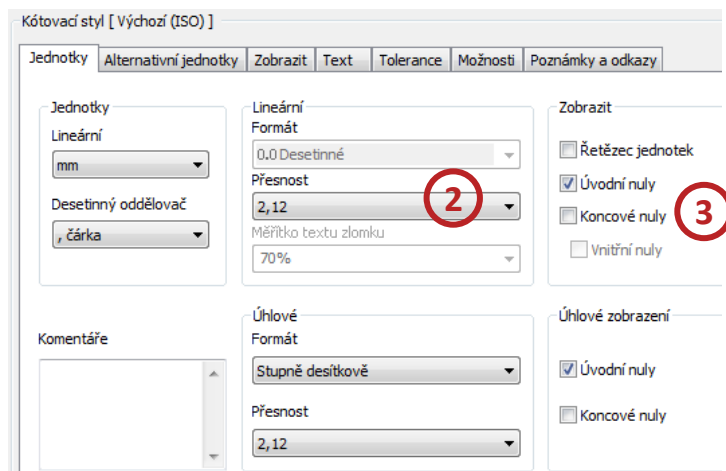 Kótovací styl [ Výchozí (ISO) ]
Jednotky Alternativní jednotky Zobrazit Text Tolerance Možnosti Poznámky a odkazy
Jednotky
Lineární
mm
Desetinný oddělovač
, čárka
Lineární
Formát
0.0 Desetinné
Přesnost
2,12
2
Měřítko textu zlomku
70%
Zobrazit
Řetězec jednotek
Úvodní nuly
Koncové nuly
3
Vnitřní nuly
Komentáře
Úhlové
Formát
Stupně desítkově
Přesnost
2,12
Úhlové zobrazení
Úvodní nuly
Koncové nuly